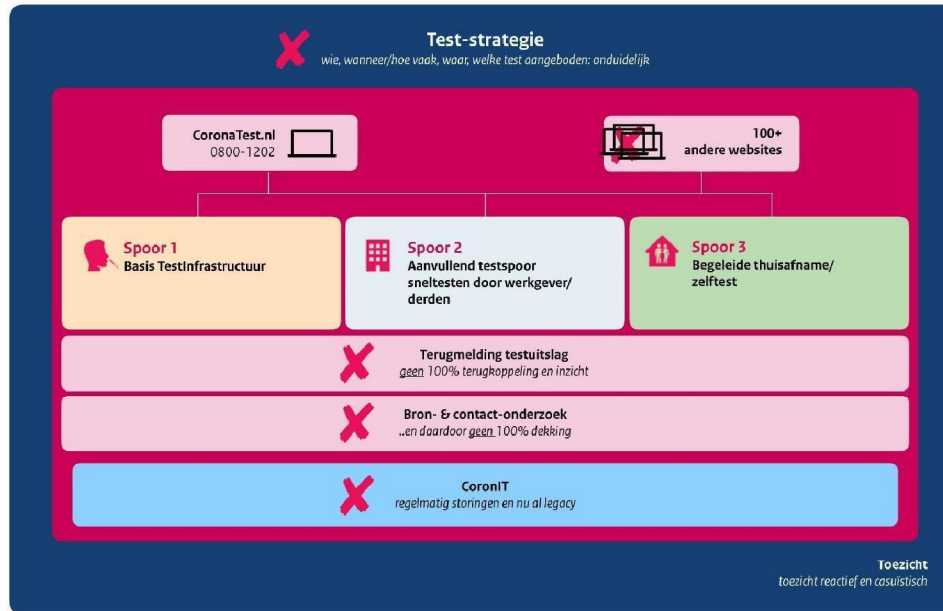 Test-strategie
wie, wanneer/hoe vaak, waar, welke test aangeboden: onduidelijk
CoronaTest.nl
0800-1202
100+
andere websites
Spoor 1
Basis TestInfrastructuur
Spoor 2
Aanvullend testspoor
sneltesten door werkgever/
derden
Spoor 3
Begeleide thuisafname/
zelftest
Terugmelding testuitslag
geen 100% terugkoppeling en inzicht
Bron- & contact-onderzoek
..en daardoor geen 100% dekking
CoronIT
regelmatig storingen en nu al legacy
Toezicht
toezicht reactief en casuïstisch